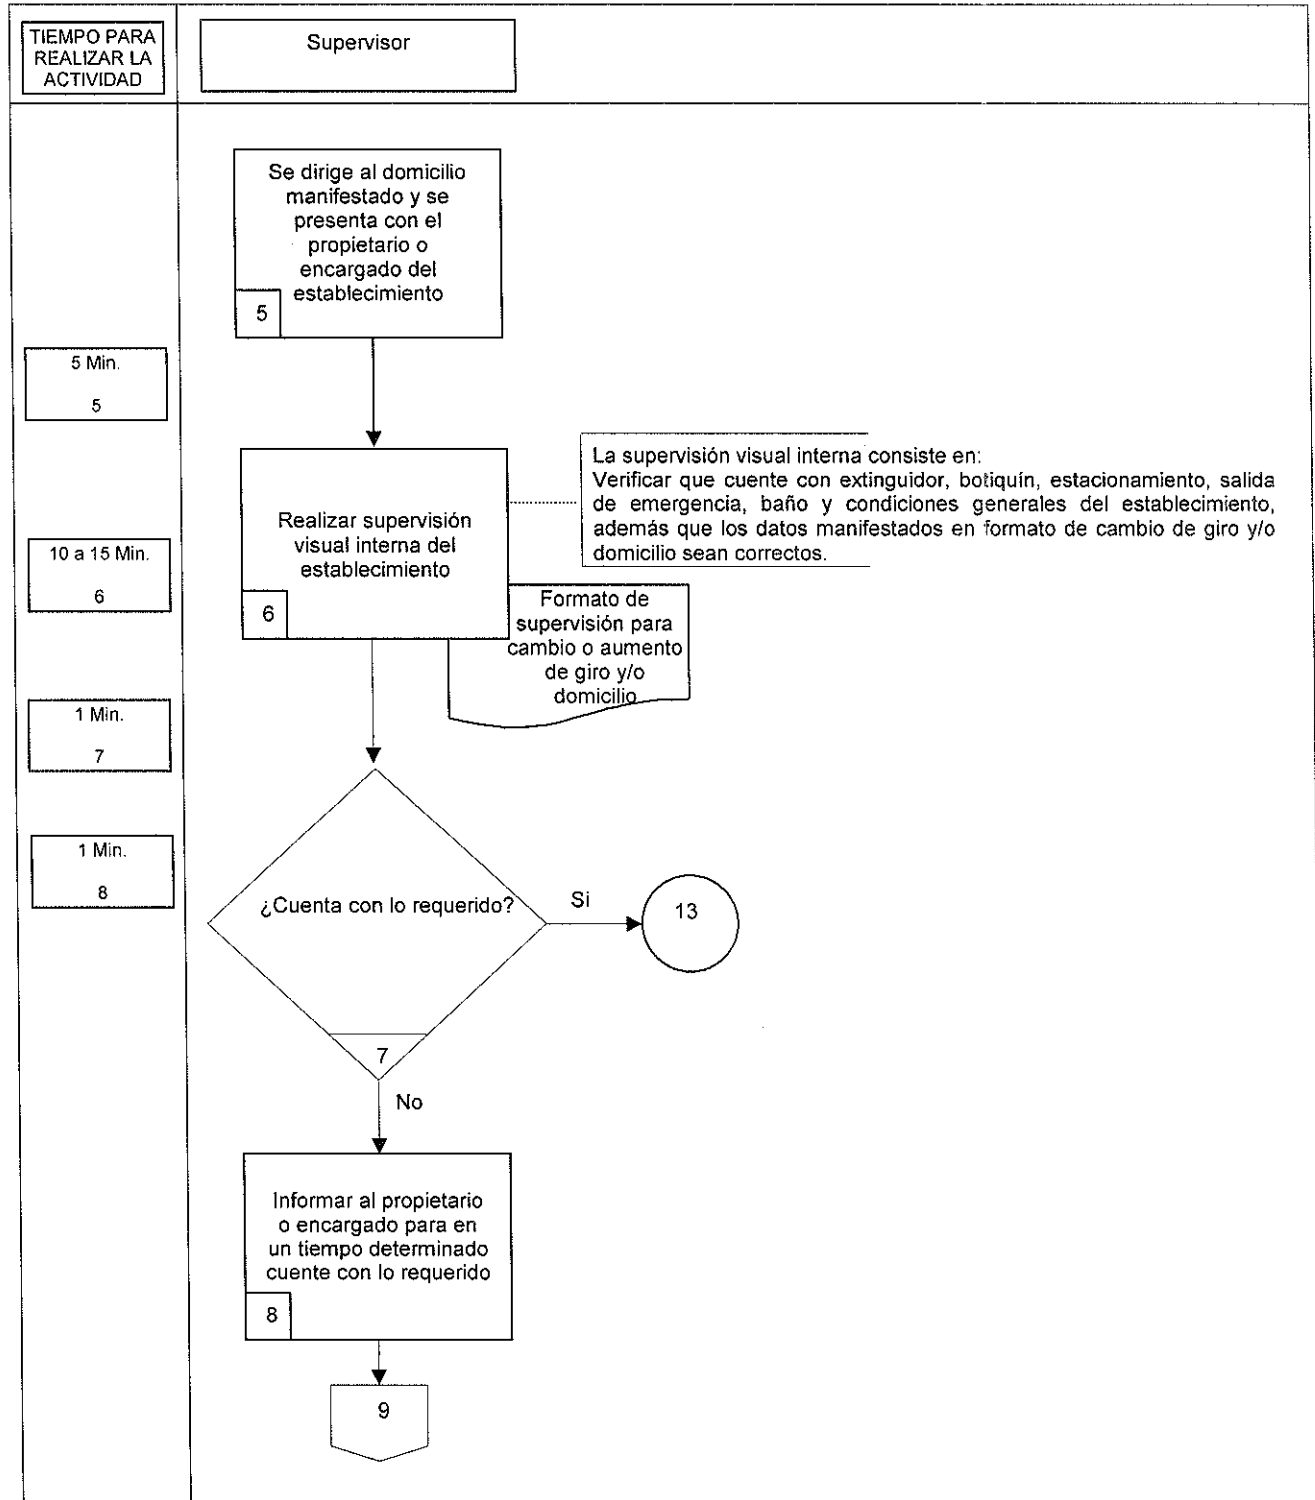 TIEMPO PARA
REALIZAR LA
ACTIVIDAD
Supervisor
Se dirige al domicilio
manifestado y se
presenta con el
propietario o
encargado del
establecimiento
5
5 Min.
5
La supervisión visual interna consiste en:
Verificar que cuente con extinguidor, botiquín, estacionamiento, salida
de emergencia, baño y condiciones generales del establecimiento,
además que los datos manifestados en formato de cambio de giro y/o
domicilio sean correctos.
Realizar supervisión
visual interna del
establecimiento
6
10 a 15 Min.
6
Formato de
supervisión para
cambio o aumento
de giro y/o
domicilio
1 Min.
7
1 Min.
8
¿Cuenta con lo requerido?
Si
13
7
No
Informar al propietario
o encargado para en
un tiempo determinado
cuente con lo requerido
8
9